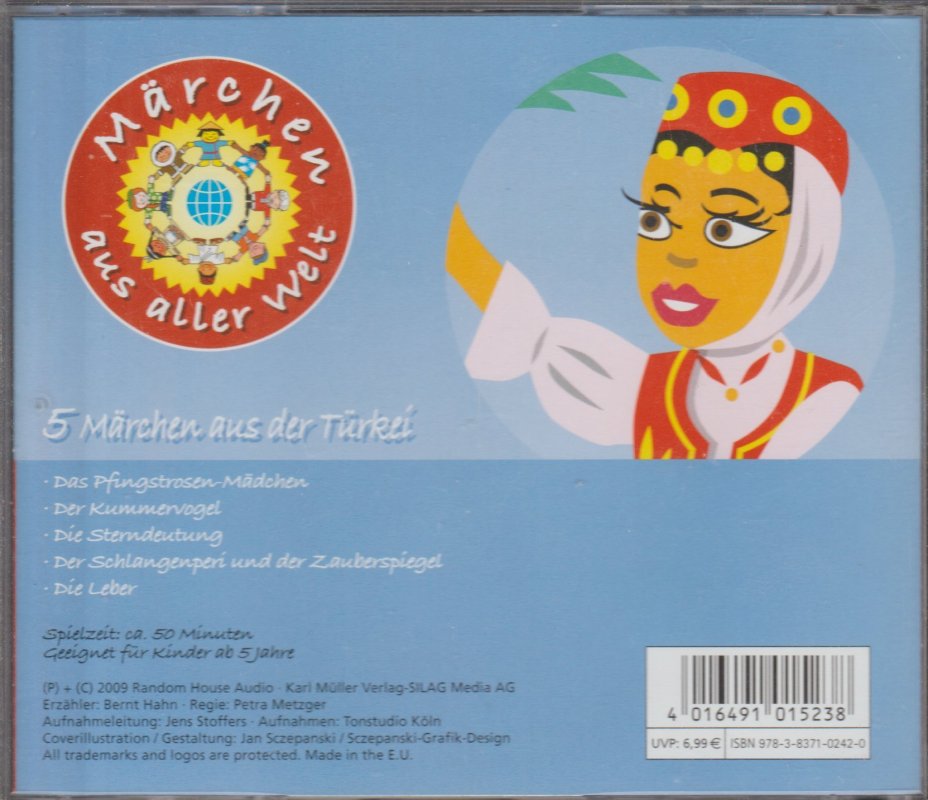 Märchen
aus aller Welt
5 Märchen aus der Türkei
· Das Pfingstrosen-Mädchen
· Der Kummervogel
· Die Sterndeutung
· Der Schlangenperi und der Zauberspiegel
· Die Leber
Spielzeit: ca. 50 Minuten
Geeignet für Kinder ab 5 Jahre
(P) + (C) 2009 Random House Audio · Karl Müller Verlag-SILAG Media AG
Erzähler: Bernt Hahn · Regie: Petra Metzger
Aufnahmeleitung: Jens Stoffers · Aufnahmen: Tonstudio Köln
Coverillustration / Gestaltung: Jan Sczepanski / Sczepanski-Grafik-Design
All trademarks and logos are protected. Made in the E.U.
4 016491 015238
UVP: 6,99 € ISBN 978-3-8371-0242-0